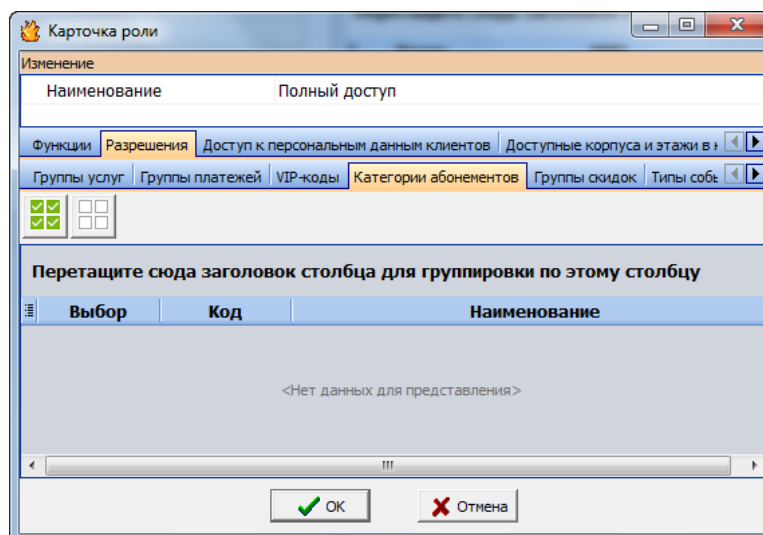 Карточка роли
Изменение
Наименование Полный доступ
Функции Разрешения Доступ к персональным данным клиентов Доступные корпуса и этажи в
Группы услуг Группы платежей VIP-коды Категории абонементов Группы скидок Типы
Перетащите сюда заголовок столбца для группировки по этому столбцу
Выбор Код Наименование
<Нет данных для представления>
OK Отмена